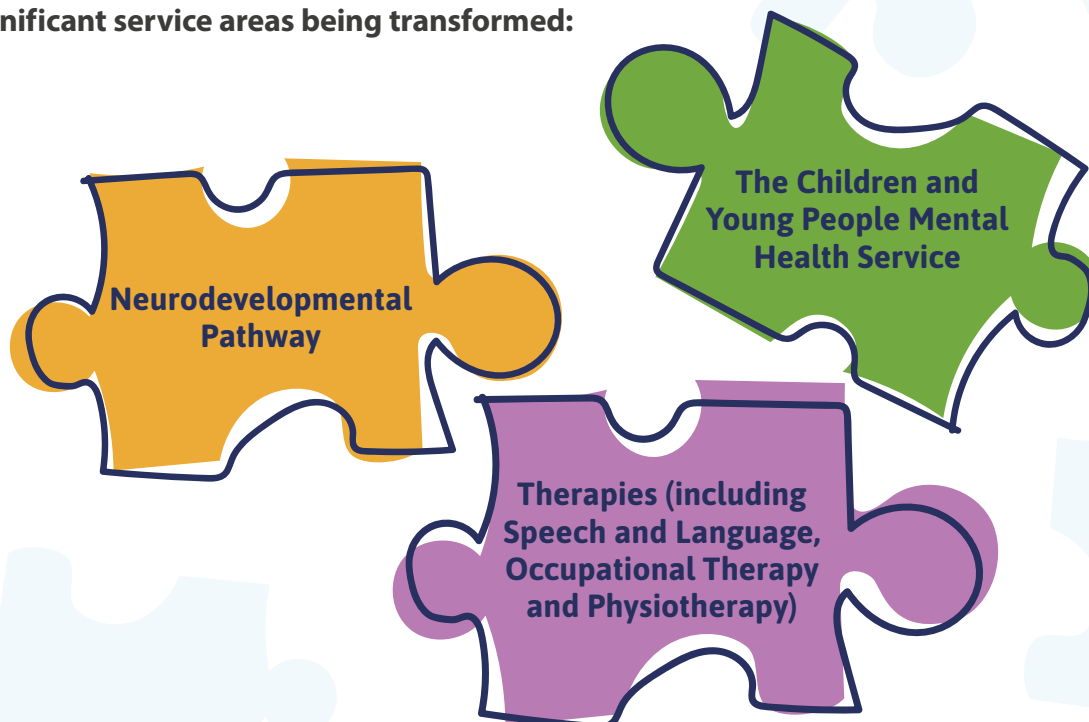 nificant service areas being transformed:
The Children and
Young People Mental
Health Service
Neurodevelopmental
Pathway
Therapies (including
Speech and Language,
Occupational Therapy
and Physiotherapy)